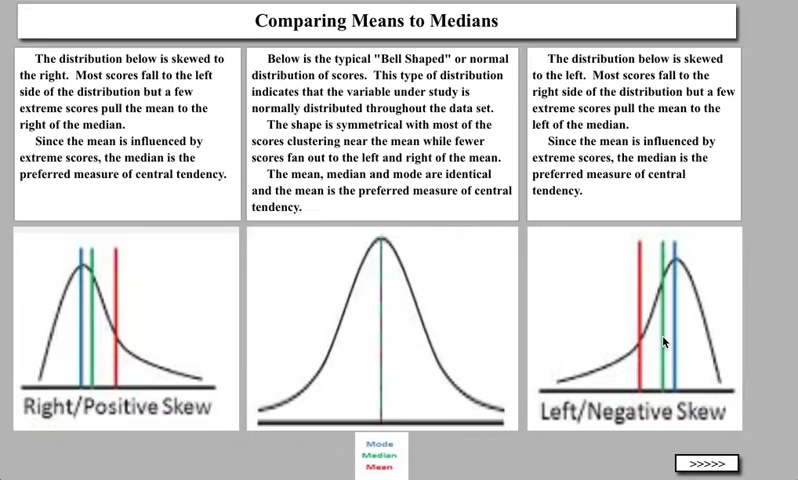 Comparing Means to Medians
The distribution below is skewed to
the right. Most scores fall to the left
side of the distribution but a few
extreme scores pull the mean to the
right of the median.
Since the mean is influenced by
extreme scores, the median is the
preferred measure of central tendency.
Below is the typical "Bell Shaped" or normal
distribution of scores. This type of distribution
indicates that the variable under study is
normally distributed throughout the data set.
The shape is symmetrical with most of the
scores clustering near the mean while fewer
scores fan out to the left and right of the mean.
The mean, median and mode are identical
and the mean is the preferred measure of central
tendency.
The distribution below is skewed
to the left. Most scores fall to the
right side of the distribution but a few
extreme scores pull the mean to the
left of the median.
Since the mean is influenced by
extreme scores, the median is the
preferred measure of central
tendency.
Right/Positive Skew
Left/Negative Skew
Mode
Median
Mean
>>>>>